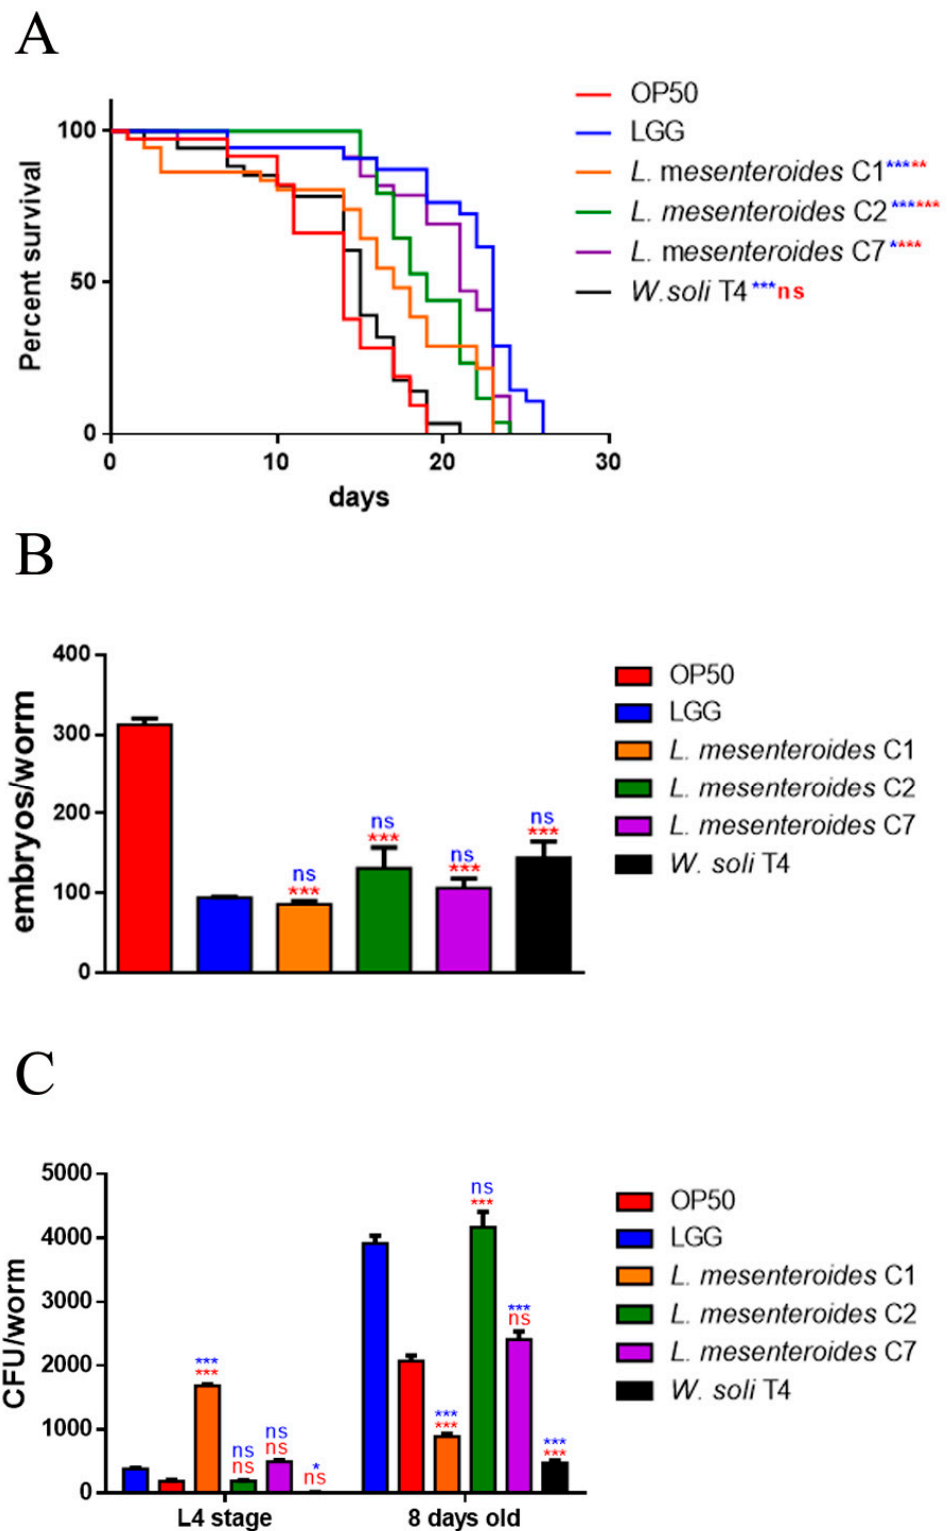 A
Percent survival
100
50
0
0 10 20 30
days
OP50
LGG
L. mesenteroides C1*****
L. mesenteroides C2******
L. mesenteroides C7****
W.soli T4***ns
B
embryos/worm
400
300
200
100
0
ns
***
ns
***
ns
***
ns
***
OP50
LGG
L. mesenteroides C1
L. mesenteroides C2
L. mesenteroides C7
W. soli T4
C
CFU/worm
5000
4000
3000
2000
1000
0
***
***
ns
ns
ns
ns
*
ns
***
***
ns
***
***
ns
***
***
L4 stage 8 days old
OP50
LGG
L. mesenteroides C1
L. mesenteroides C2
L. mesenteroides C7
W. soli T4